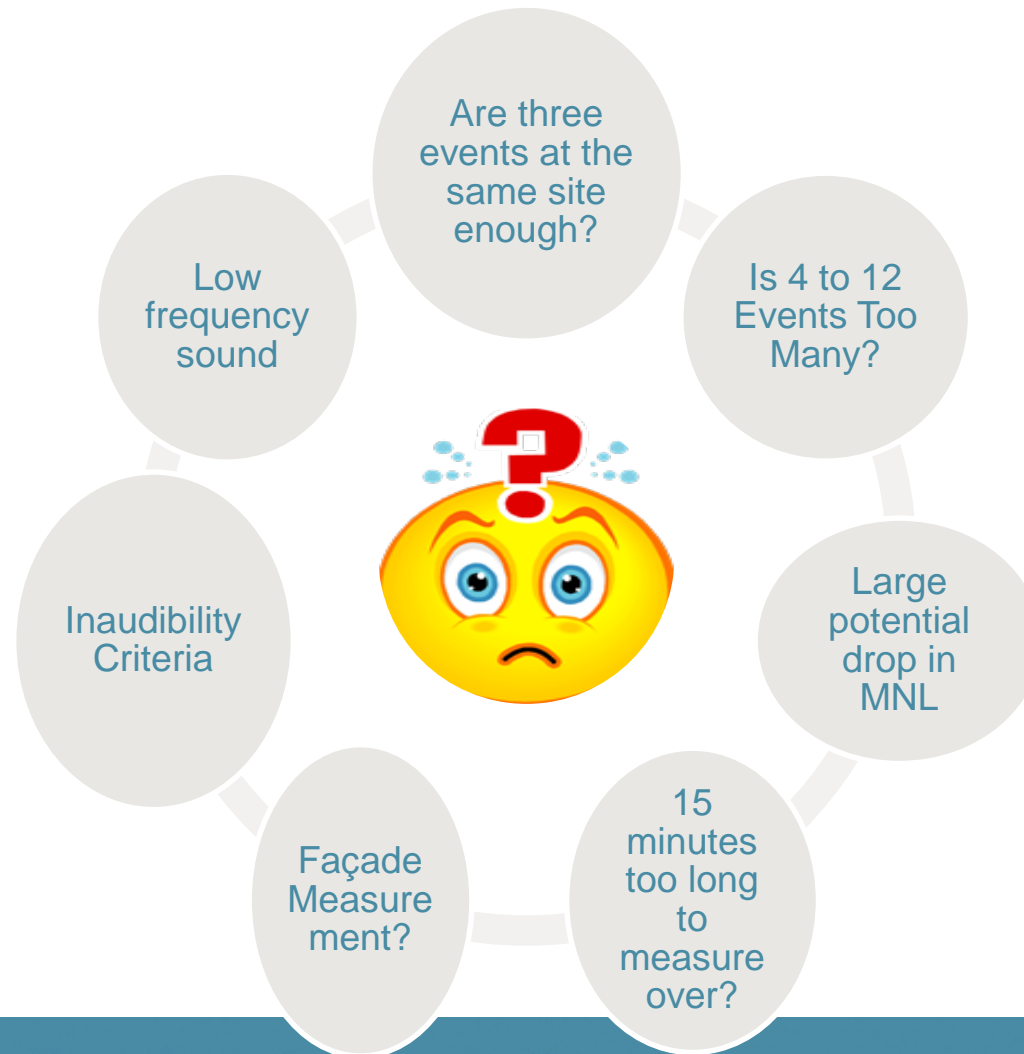 Are three
events at the
same site
enough?
Is 4 to 12
Events Too
Many?
Large
potential
drop in
MNL
15
minutes
too long
to
measure
over?
Façade
Measure
ment?
Inaudibility
Criteria
Low
frequency
sound
?